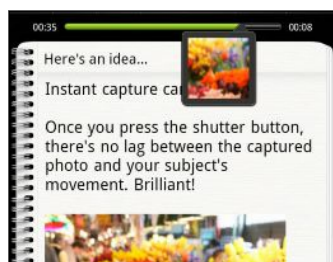 00:35 00:08
Here's an idea...
Instant capture
Once you press the shutter button,
there's no lag between the captured
photo and your subject's
movement. Brilliant!